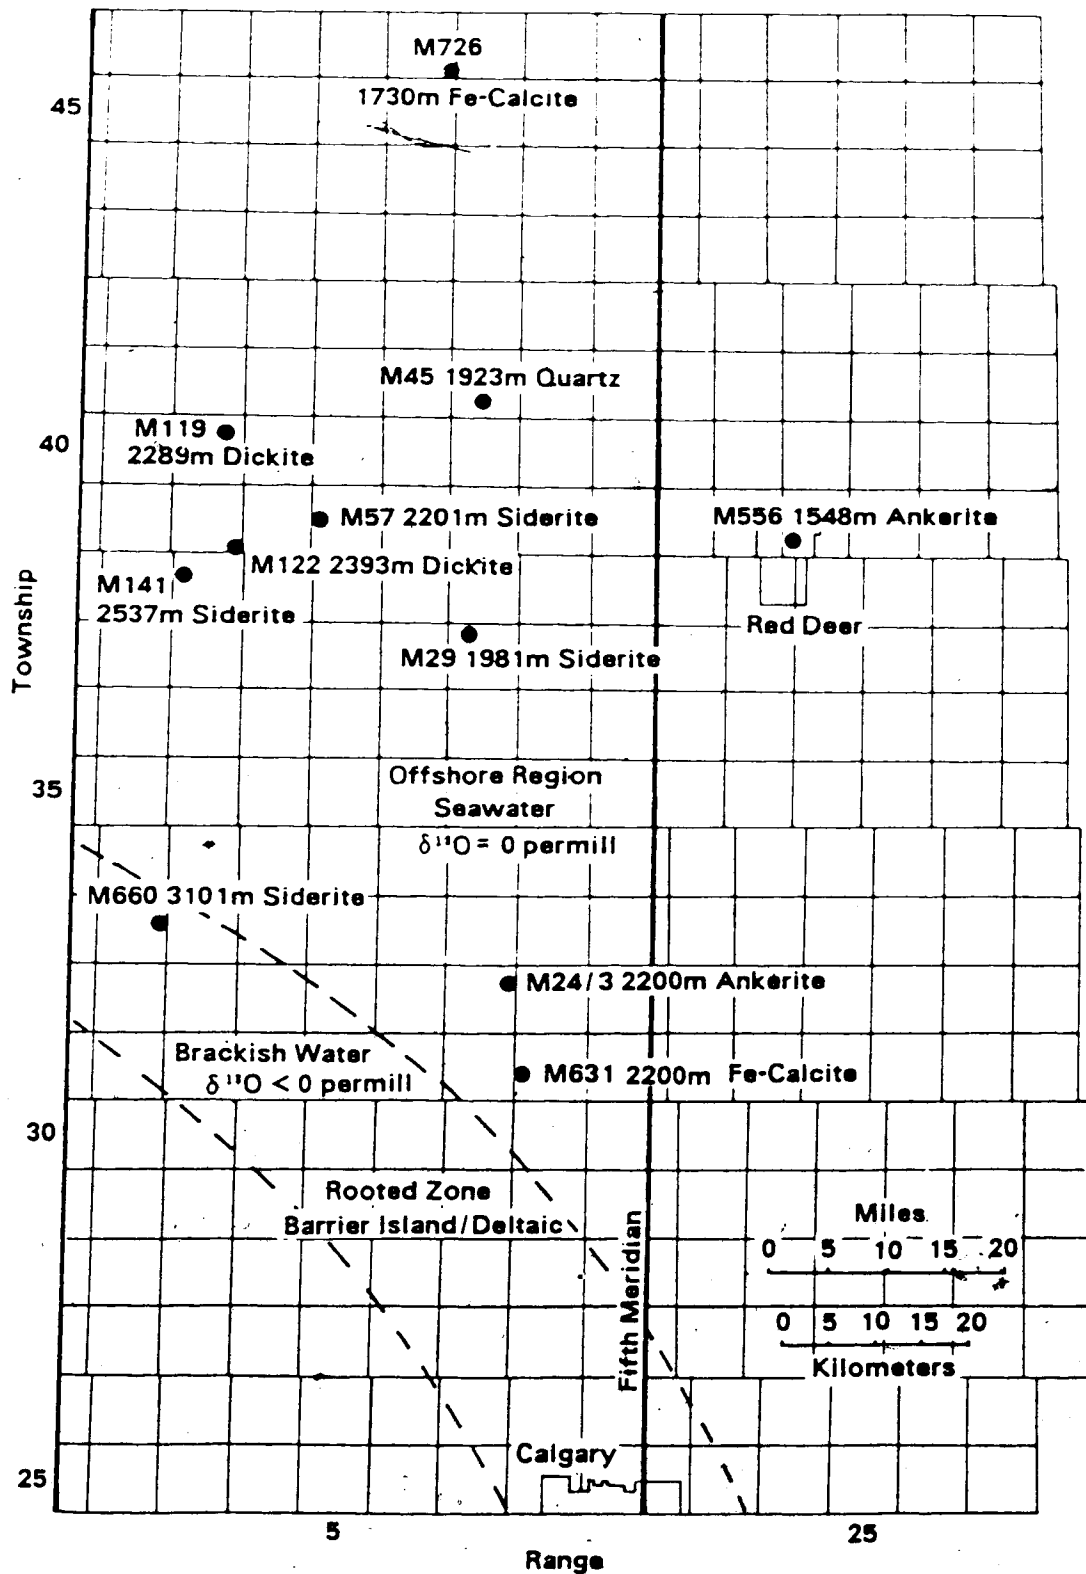 M726
1730m Fe-Calcite
45
M45 1923m Quartz
M119
2289m Dickite
40
M57 2201m Siderite
M556 1548m Ankerite
M122 2393m Dickite
M141
2537m Siderite
Township
Red Deer
M29 1981m Siderite
Offshore Region
Seawater
δ¹⁸O = 0 permill
35
M660 3101m Siderite
M24/3 2200m Ankerite
Brackish Water
δ¹⁸O < 0 permill
M631 2200m Fe-Calcite
30
Rooted Zone
Barrier Island/Deltaic
Fifth Meridian
Miles
0 5 10 15 20
0 5 10 15 20
Kilometers
Calgary
25
5
25
Range